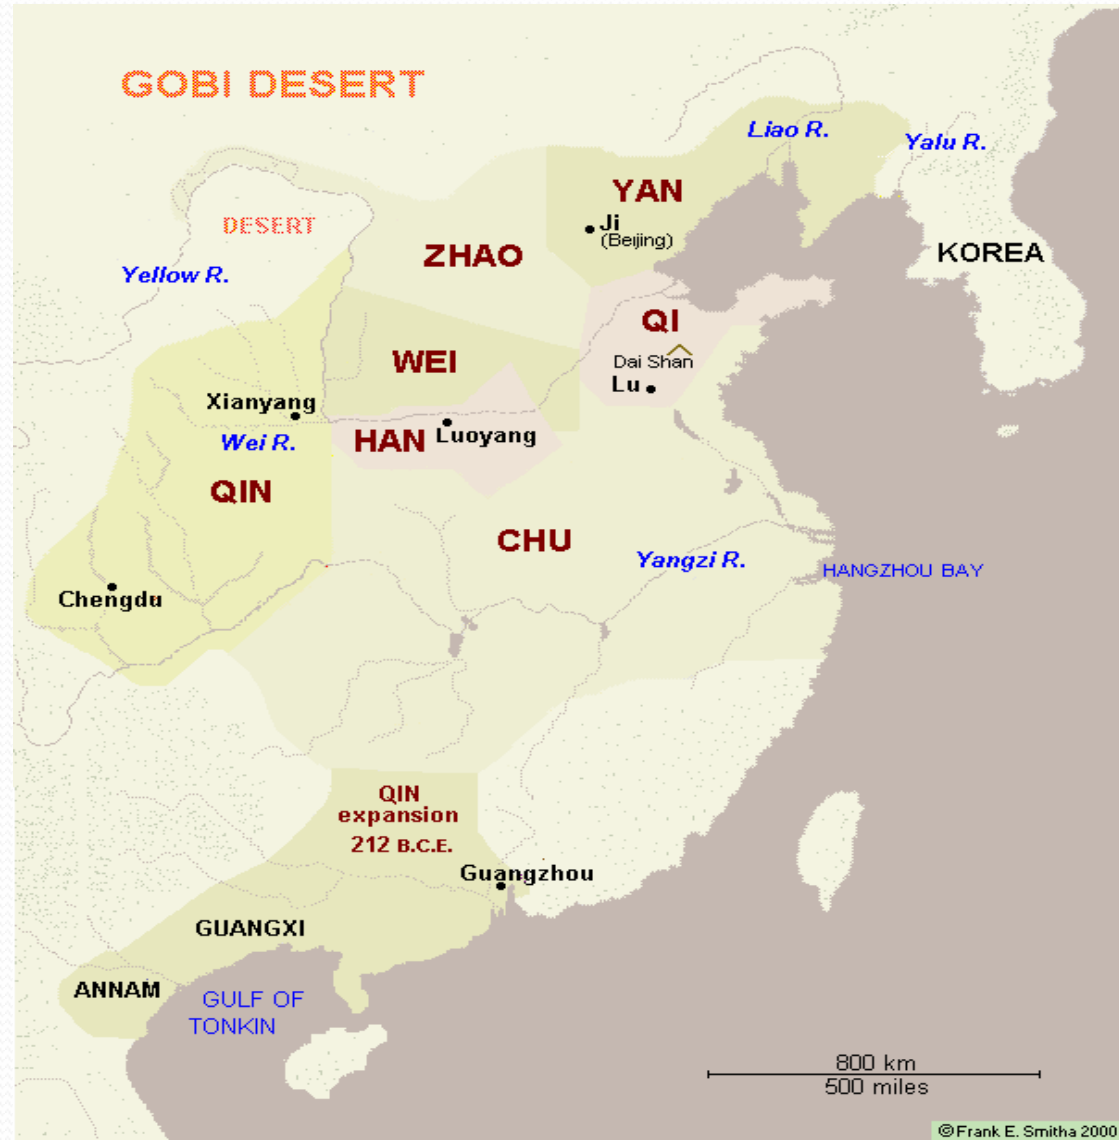 GOBI DESERT
Liao R.
Yalu R.
YAN
Ji
(Beijing)
DESERT
ZHAO
KOREA
Yellow R.
QI
WEI
Dai Shan
Lu
Xianyang
HAN
Luoyang
Wei R.
QIN
CHU
Yangzi R.
HANGZHOU BAY
Chengdu
QIN
expansion
212 B.C.E.
Guangzhou
GUANGXI
ANNAM
GULF OF
TONKIN
800 km
500 miles
©Frank E. Smitha 2000